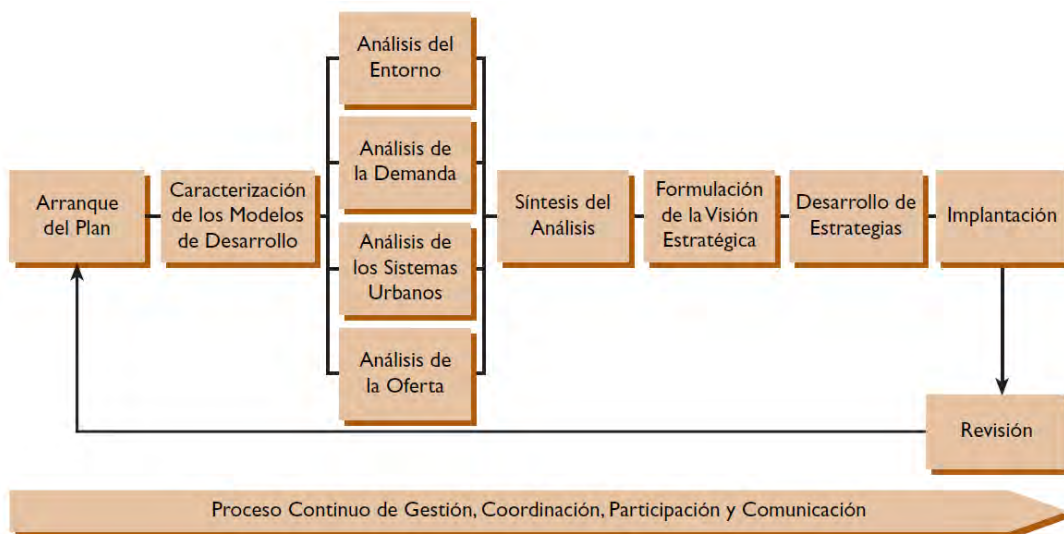 Arranque
del Plan
Caracterización
de los Modelos
de Desarrollo
Análisis del
Entorno
Análisis de
la Demanda
Análisis de
los Sistemas
Urbanos
Análisis de
la Oferta
Síntesis del
Análisis
Formulación
de la Visión
Estratégica
Desarrollo de
Estrategias
Implantación
Revisión
Proceso Continuo de Gestión, Coordinación, Participación y Comunicación